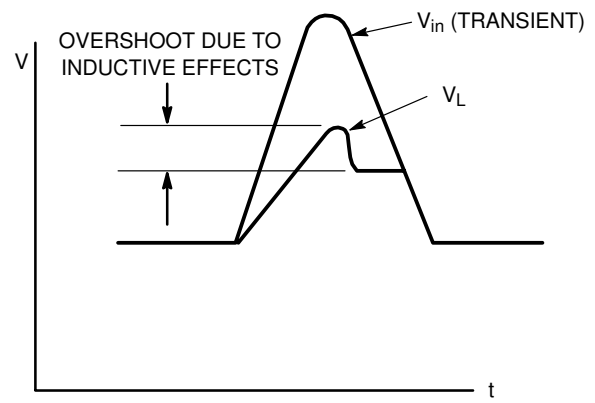 V
OVERSHOOT DUE TO
INDUCTIVE EFFECTS
Vin (TRANSIENT)
VL
t